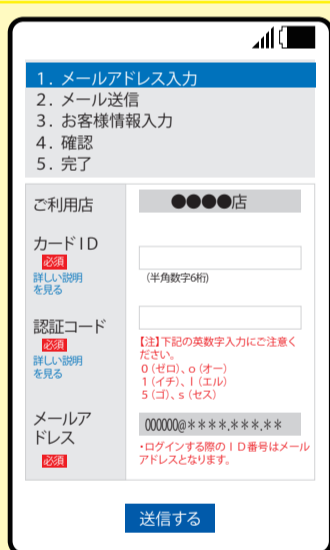 1. メールアドレス入力
2. メール送信
3. お客様情報入力
4. 確認
5. 完了
ご利用店
●●●●店
カードID
必須
詳しい説明
を見る
(半角数字6桁)
認証コード
必須
詳しい説明
を見る
【注】下記の英数字入力にご注意く
ださい。
0(ゼロ)、o(オー)
1(イチ)、l(エル)
5(ゴ)、s(セス)
メールア
ドレス
必須
000000@****.***.**
・ログインする際のID番号はメール
アドレスとなります。
送信する